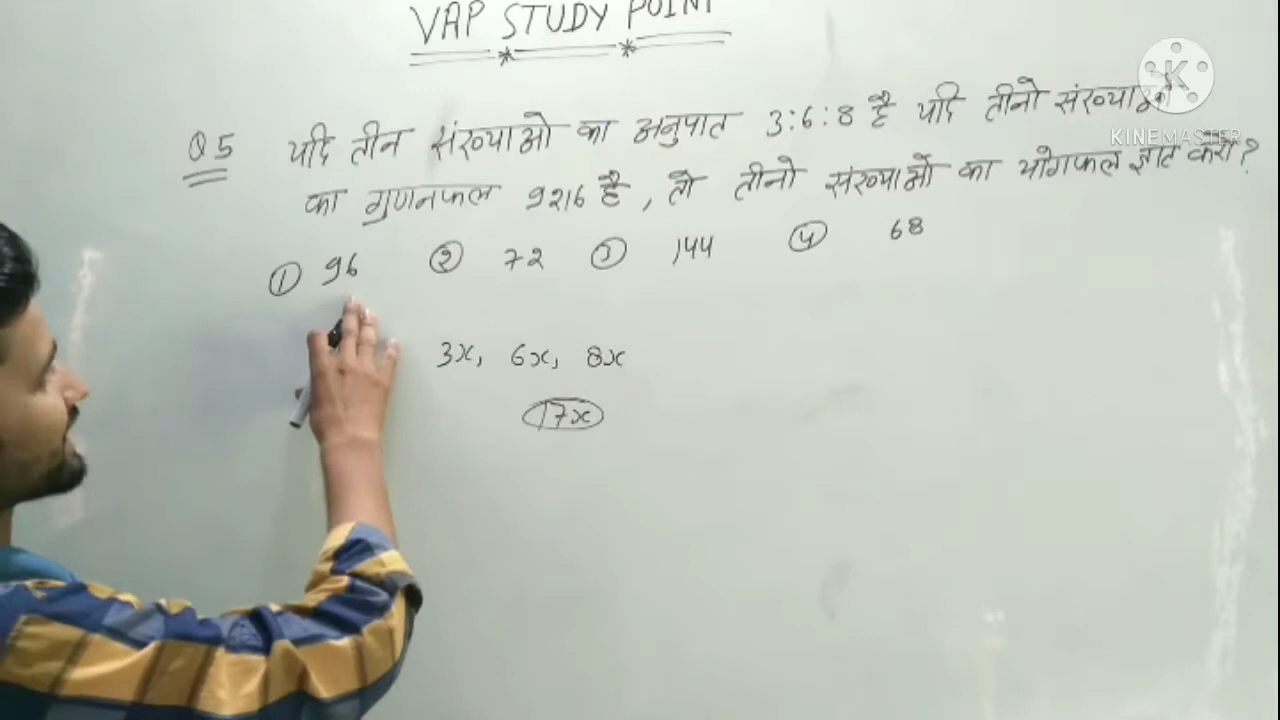 VAP STUDY POINT
Q 5 यदि तीन संख्याओ का अनुपात 3:6:8 है यदि तीनो संख्याओ
का गुणनफल 9216 है, तो तीनो संख्याओं का योगफल ज्ञात करो?
① 96 ② 72 ③ 144 ④ 68
3x, 6x, 8x
17x
K
KINEMASTER